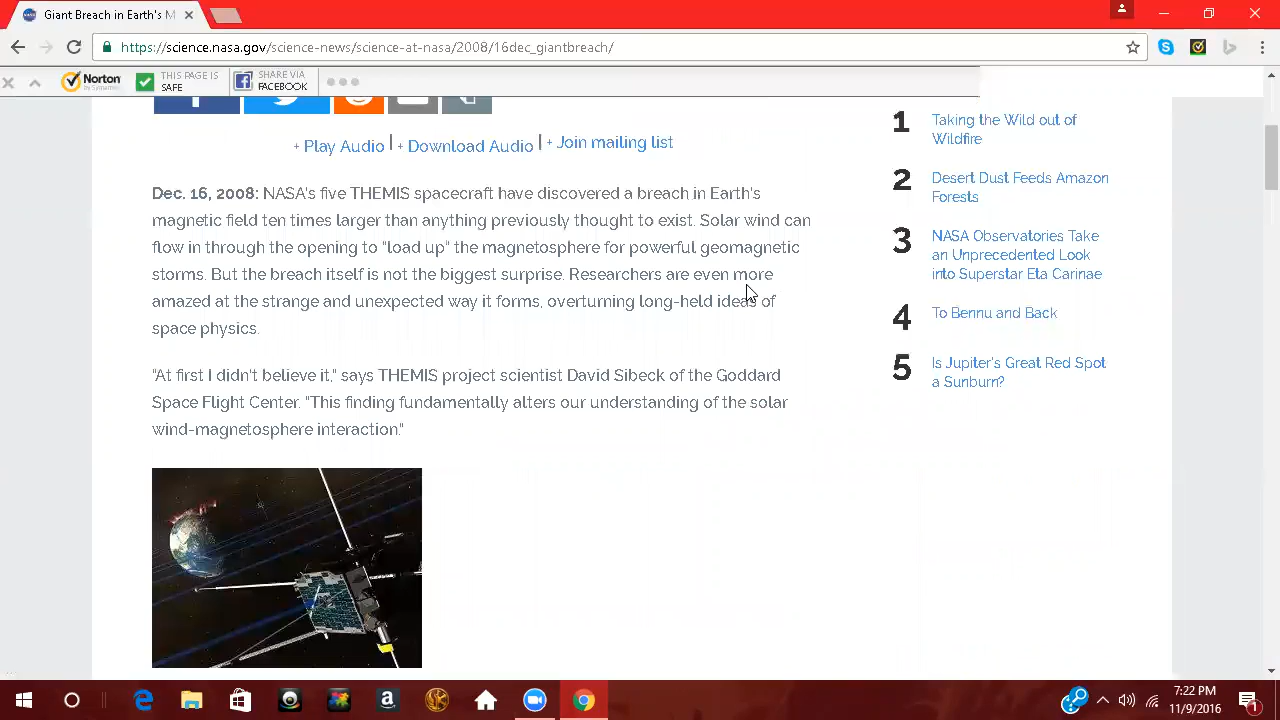 Giant Breach in Earth's M
https://science.nasa.gov/science-news/science-at-nasa/2008/16dec_giantbreach/
Norton
by Symantec
THIS PAGE IS
SAFE
SHARE VIA
FACEBOOK
+ Play Audio | + Download Audio | + Join mailing list
Dec. 16, 2008: NASA's five THEMIS spacecraft have discovered a breach in Earth's
magnetic field ten times larger than anything previously thought to exist. Solar wind can
flow in through the opening to "load up" the magnetosphere for powerful geomagnetic
storms. But the breach itself is not the biggest surprise. Researchers are even more
amazed at the strange and unexpected way it forms, overturning long-held ideas of
space physics.
"At first I didn't believe it," says THEMIS project scientist David Sibeck of the Goddard
Space Flight Center. "This finding fundamentally alters our understanding of the solar
wind-magnetosphere interaction."
1 Taking the Wild out of
Wildfire
2 Desert Dust Feeds Amazon
Forests
3 NASA Observatories Take
an Unprecedented Look
into Superstar Eta Carinae
4 To Bennu and Back
5 Is Jupiter's Great Red Spot
a Sunburn?
7:22 PM
11/9/2016
1